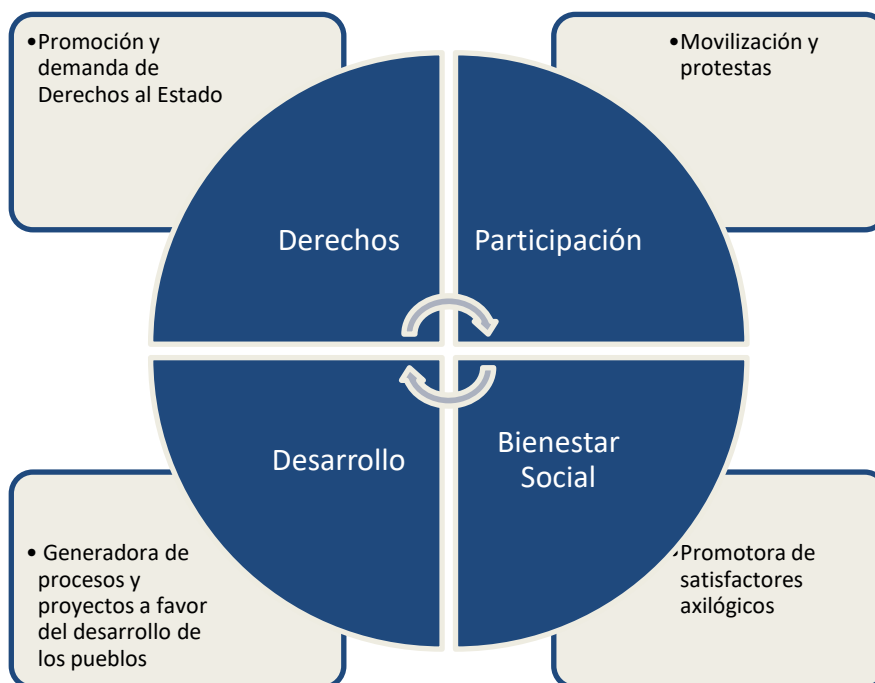 •Promoción y
demanda de
Derechos al Estado
•Movilización y
protestas
Derechos
Participación
Desarrollo
Bienestar
Social
• Generadora de
procesos y
proyectos a favor
del desarrollo de
los pueblos
•Promotora de
satisfactores
axilógicos